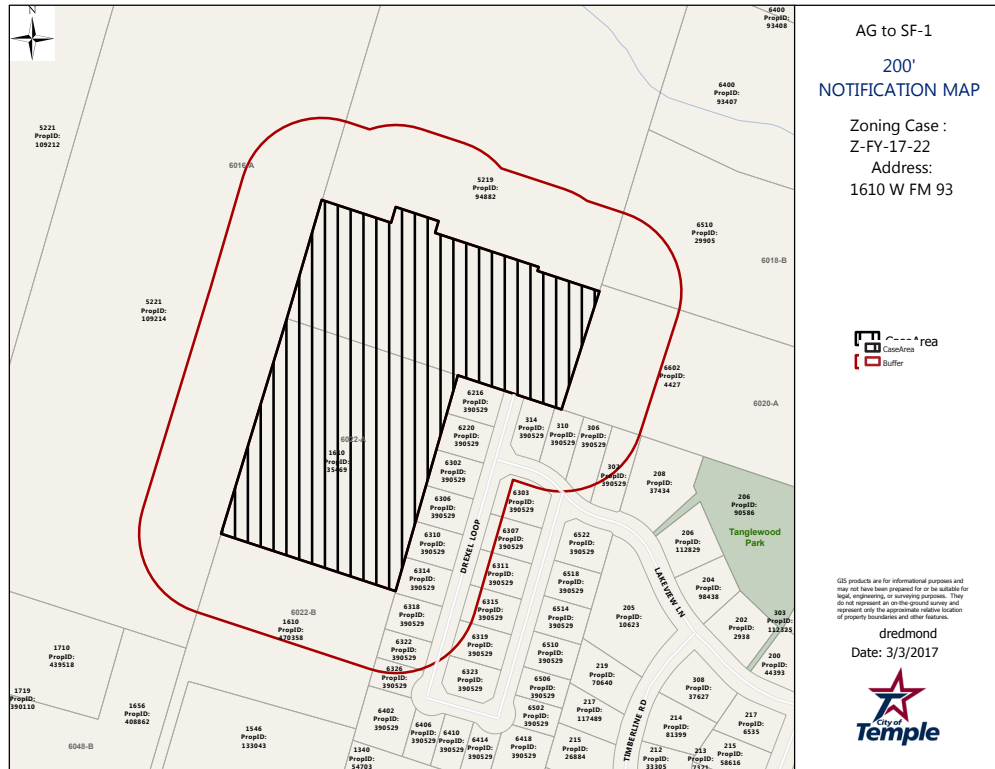 N
6400
PropID:
93408
6400
PropID:
93407
5221
PropID:
109212
6016-A
5219
PropID:
94882
6510
PropID:
29905
6018-B
5221
PropID:
109214
6602
PropID:
4427
6020-A
6216
PropID:
390529
314
PropID:
390529
310
PropID:
390529
306
PropID:
390529
6220
PropID:
390529
302
PropID:
390529
208
PropID:
37434
6302
PropID:
390529
1610
PropID:
35469
6303
PropID:
390529
206
PropID:
90586
Tanglewood
Park
6306
PropID:
390529
6307
PropID:
390529
6522
PropID:
390529
206
PropID:
112829
6310
PropID:
390529
DREXEL LOOP
6311
PropID:
390529
6518
PropID:
390529
LAKEVIEW LN
204
PropID:
98438
6314
PropID:
390529
6315
PropID:
390529
6514
PropID:
390529
205
PropID:
10623
202
PropID:
2938
303
PropID:
112325
6022-B
1610
PropID:
470358
6318
PropID:
390529
6319
PropID:
390529
6510
PropID:
390529
200
PropID:
44393
6322
PropID:
390529
6326
PropID:
390529
6323
PropID:
390529
6506
PropID:
390529
219
PropID:
70640
308
PropID:
37627
1710
PropID:
439518
1719
PropID:
390110
1656
PropID:
408862
6048-B
1546
PropID:
133043
6402
PropID:
390529
6406
PropID:
390529
6410
PropID:
390529
6414
PropID:
390529
6418
PropID:
390529
6502
PropID:
390529
217
PropID:
117489
215
PropID:
26884
TIMBERLINE RD
214
PropID:
81399
217
PropID:
6535
215
PropID:
58616
213
PropID:
212
PropID:
33305
1340
PropID:
54703
AG to SF-1
200'
NOTIFICATION MAP
Zoning Case :
Z-FY-17-22
Address:
1610 W FM 93
CaseArea
CaseArea
Buffer
GIS products are for informational purposes and
may not have been prepared for or be suitable for
legal, engineering, or surveying purposes. They
do not represent an on-the-ground survey and
represent only the approximate relative location
of property boundaries and other features.
dredmond
Date: 3/3/2017
City of
Temple